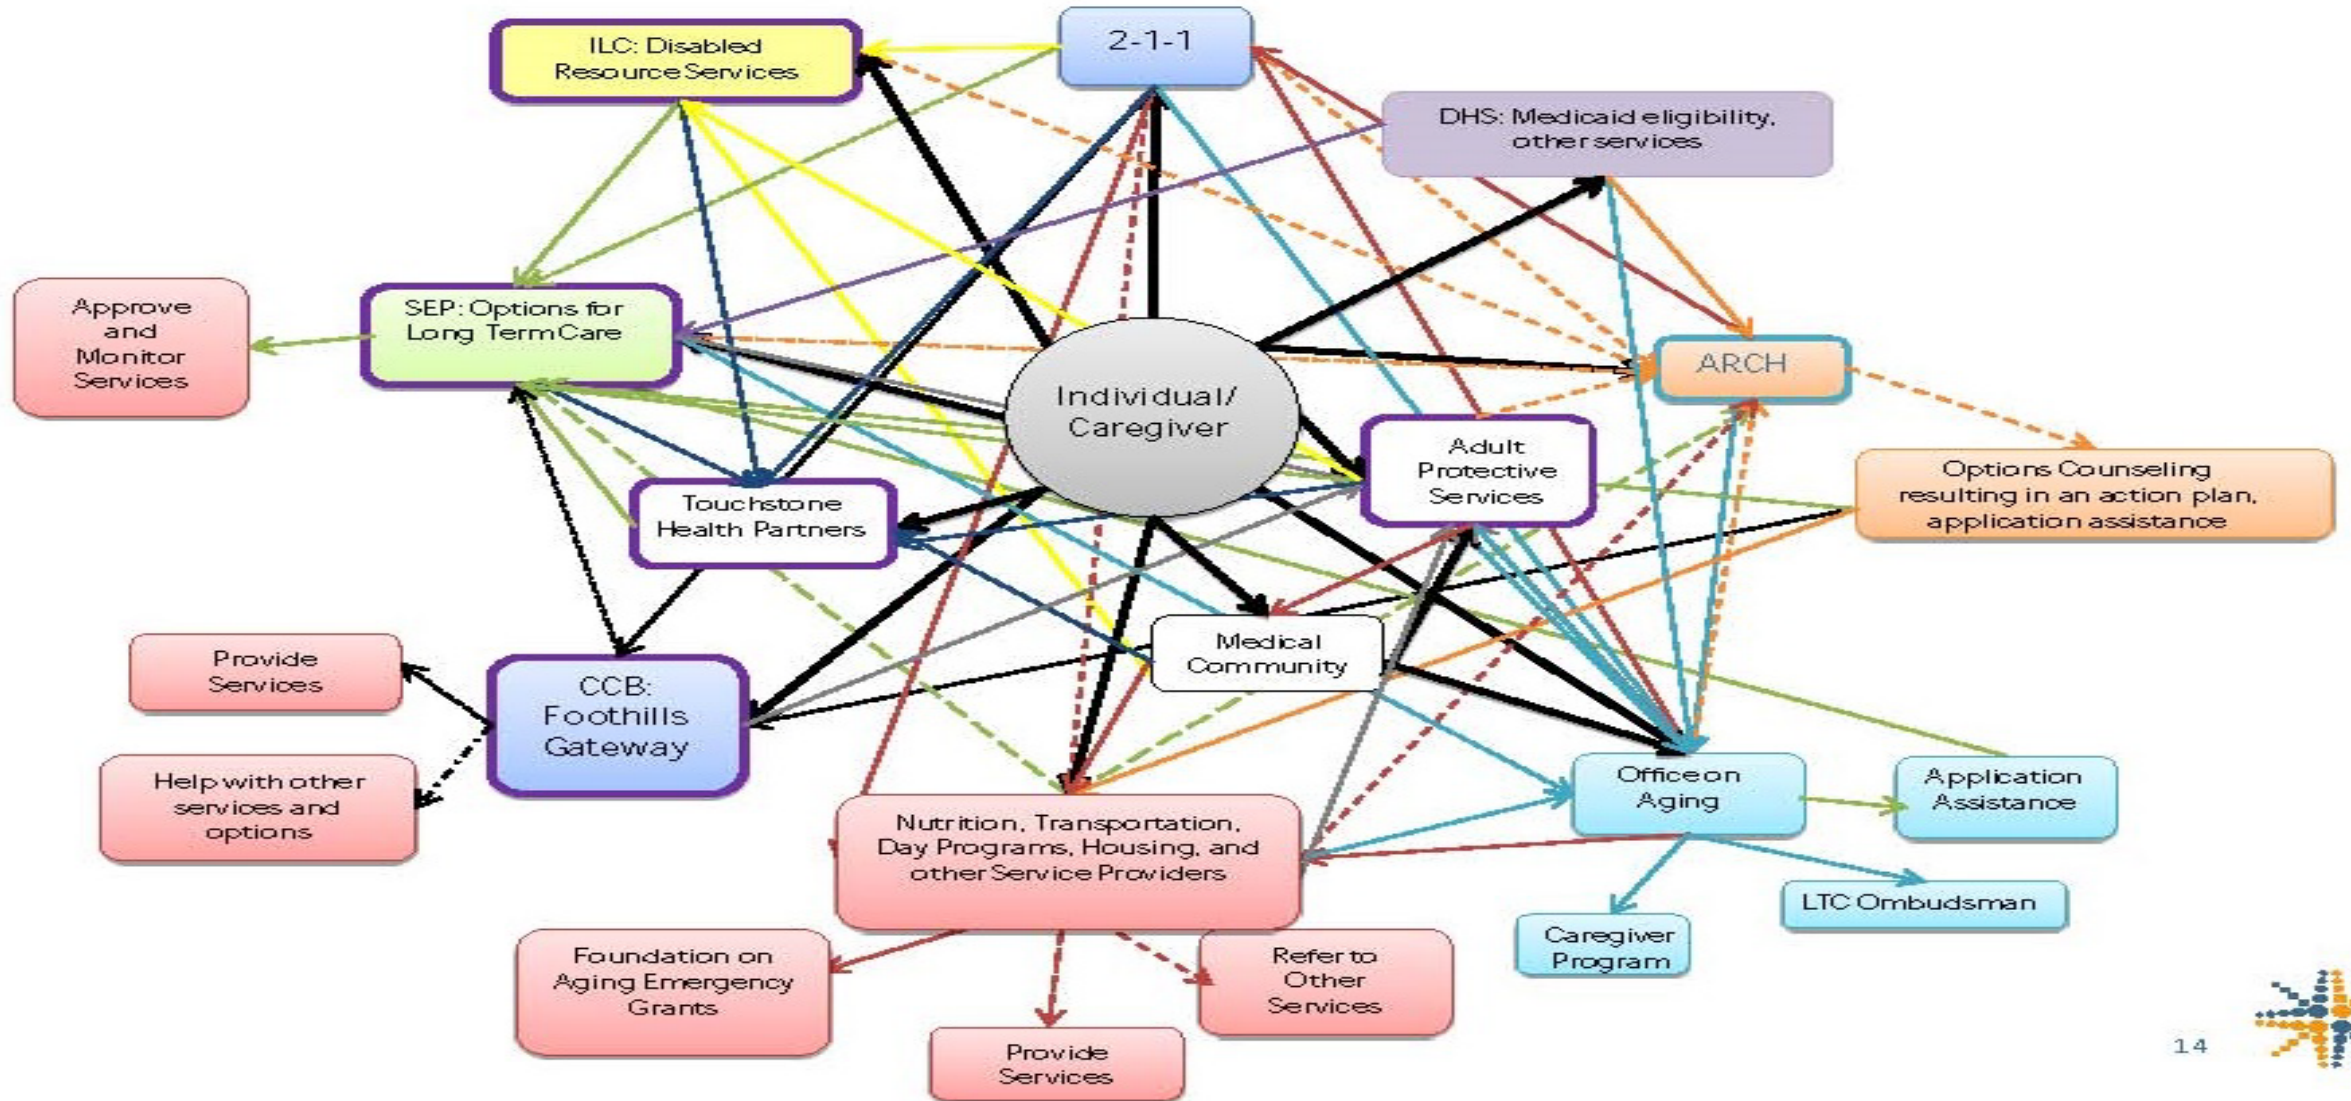 2-1-1
ILC: Disabled
Resource Services
DHS: Medicaid eligibility,
other services
Approve
and
Monitor
Services
SEP: Options for
Long Term Care
ARCH
Individual/
Caregiver
Adult
Protective
Services
Options Counseling
resulting in an action plan,
application assistance
Touchstone
Health Partners
Medical
Community
Provide
Services
CCB:
Foothills
Gateway
Help with other
services and
options
Office on
Aging
Application
Assistance
Nutrition, Transportation,
Day Programs, Housing, and
other Service Providers
LTC Ombudsman
Caregiver
Program
Foundation on
Aging Emergency
Grants
Refer to
Other
Services
Provide
Services
14